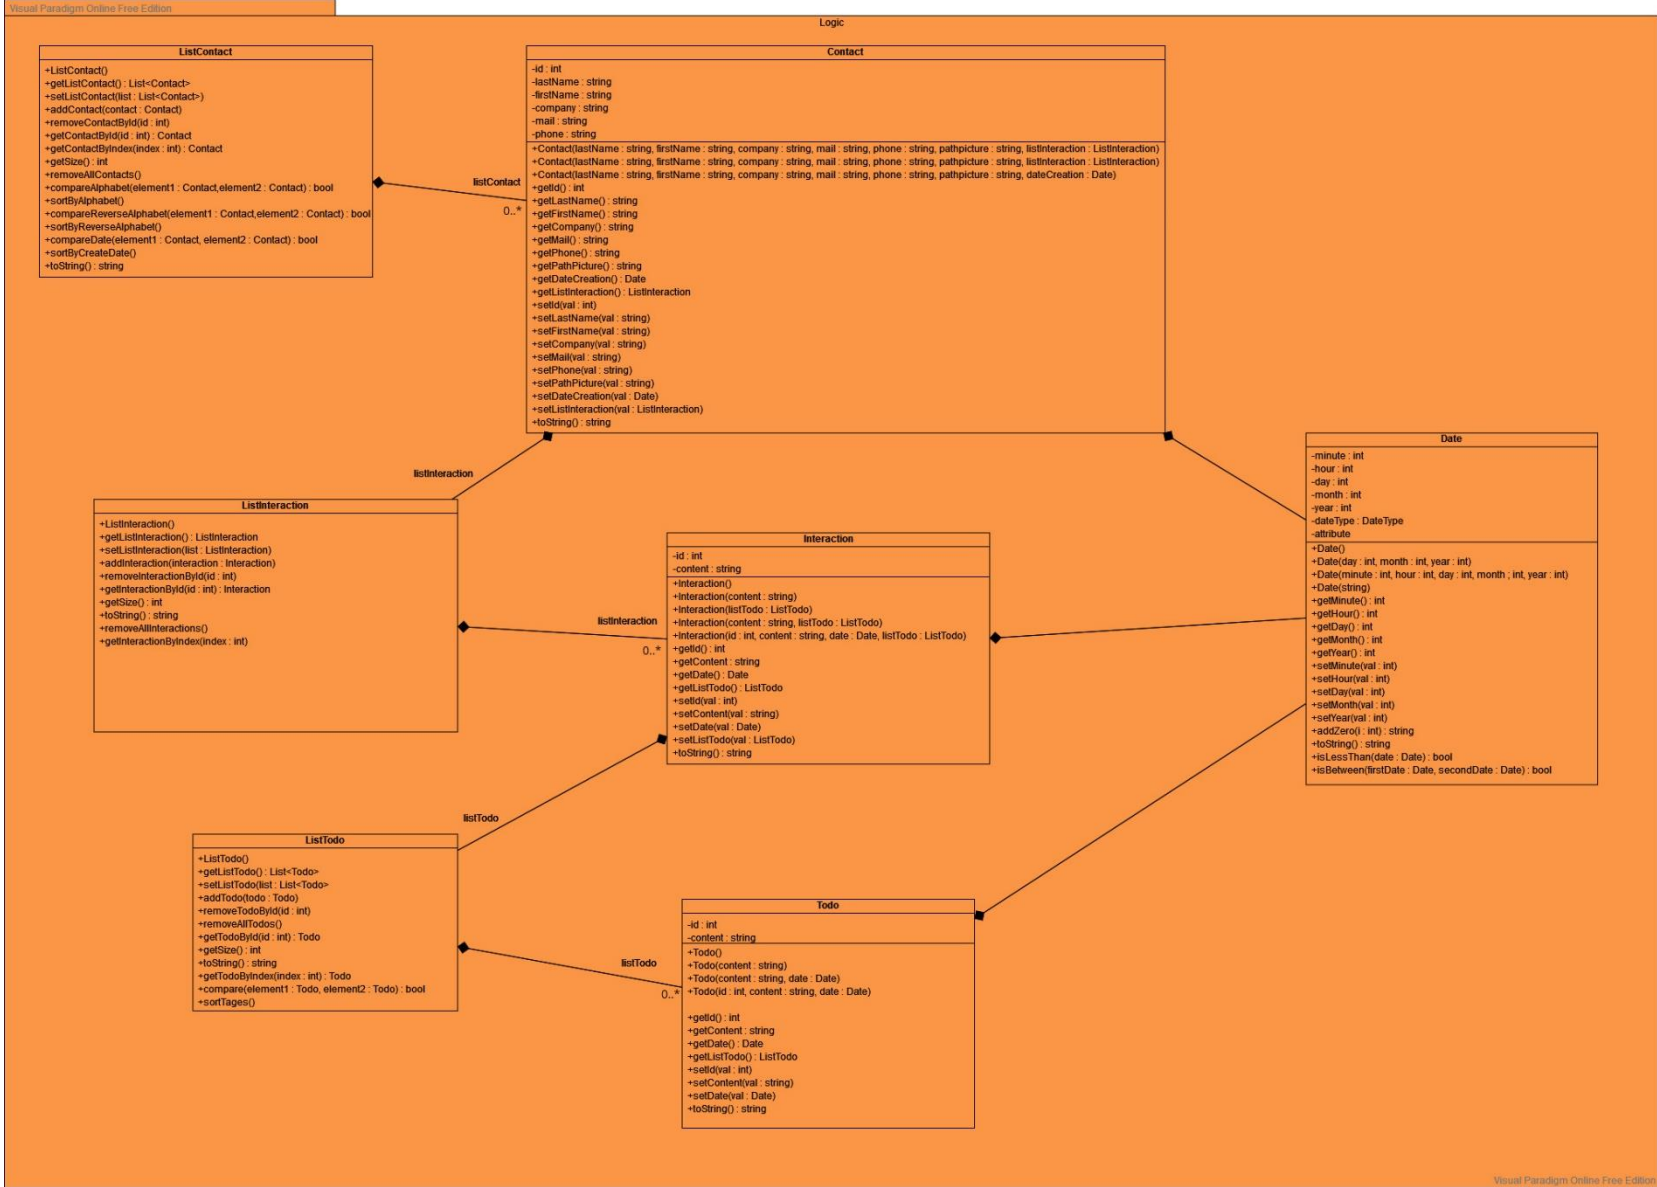 Visual Paradigm Online Free Edition
Logic
ListContact
+ListContact()
+getListContact() : List<Contact>
+setListContact(list : List<Contact>)
+addContact(contact : Contact)
+removeContactById(id : int)
+getContactById(id : int) : Contact
+getContactByIndex(index : int) : Contact
+getSize() : int
+removeAllContacts()
+compareAlphabet(element1 : Contact,element2 : Contact) : bool
+sortByAlphabet()
+compareReverseAlphabet(element1 : Contact,element2 : Contact) : bool
+sortByReverseAlphabet()
+compareDate(element1 : Contact, element2 : Contact) : bool
+sortByCreateDate()
+toString() : string
listContact
0..*
Contact
-id : int
-lastName : string
-firstName : string
-company : string
-mail : string
-phone : string
+Contact(lastName : string, firstName : string, company : string, mail : string, phone : string, pathpicture : string, listInteraction : ListInteraction)
+Contact(lastName : string, firstName : string, company : string, mail : string, phone : string, pathpicture : string, listInteraction : ListInteraction)
+Contact(lastName : string, firstName : string, company : string, mail : string, phone : string, pathpicture : string, dateCreation : Date)
+getId() : int
+getLastName() : string
+getFirstName() : string
+getCompany() : string
+getMail() : string
+getPhone() : string
+getPathPicture() : string
+getDateCreation() : Date
+getListInteraction() : ListInteraction
+setId(val : int)
+setLastName(val : string)
+setFirstName(val : string)
+setCompany(val : string)
+setMail(val : string)
+setPhone(val : string)
+setPathPicture(val : string)
+setDateCreation(val : Date)
+setListInteraction(val : ListInteraction)
+toString() : string
listInteraction
ListInteraction
+ListInteraction()
+getListInteraction() : ListInteraction
+setListInteraction(list : ListInteraction)
+addInteraction(interaction : Interaction)
+removeInteractionById(id : int)
+getInteractionById(id : int) : Interaction
+getSize() : int
+toString() : string
+removeAllInteractions()
+getInteractionByIndex(index : int)
listInteraction
0..*
Interaction
-id : int
-content : string
+Interaction()
+Interaction(content : string)
+Interaction(listTodo : ListTodo)
+Interaction(content : string, listTodo : ListTodo)
+Interaction(id : int, content : string, date : Date, listTodo : ListTodo)
+getId() : int
+getContent : string
+getDate() : Date
+getListTodo() : ListTodo
+setId(val : int)
+setContent(val : string)
+setDate(val : Date)
+setListTodo(val : ListTodo)
+toString() : string
Date
-minute : int
-hour : int
-day : int
-month : int
-year : int
-dateType : DateType
-attribute
+Date()
+Date(day : int, month : int, year : int)
+Date(minute : int, hour : int, day : int, month ; int, year : int)
+Date(string)
+getMinute() : int
+getHour() : int
+getDay() : int
+getMonth() : int
+getYear() : int
+setMinute(val : int)
+setHour(val : int)
+setDay(val : int)
+setMonth(val : int)
+setYear(val : int)
+addZero(i : int) : string
+toString() : string
+isLessThan(date : Date) : bool
+isBetween(firstDate : Date, secondDate : Date) : bool
listTodo
ListTodo
+ListTodo()
+getListTodo() : List<Todo>
+setListTodo(list : List<Todo>
+addTodo(todo : Todo)
+removeTodoById(id : int)
+removeAllTodos()
+getTodoById(id : int) : Todo
+getSize() : int
+toString() : string
+getTodoByIndex(index : int) : Todo
+compare(element1 : Todo, element2 : Todo) : bool
+sortTages()
listTodo
0..*
Todo
-id : int
-content : string
+Todo()
+Todo(content : string)
+Todo(content : string, date : Date)
+Todo(id : int, content : string, date : Date)
+getId() : int
+getContent : string
+getDate() : Date
+getListTodo() : ListTodo
+setId(val : int)
+setContent(val : string)
+setDate(val : Date)
+toString() : string
Visual Paradigm Online Free Edition